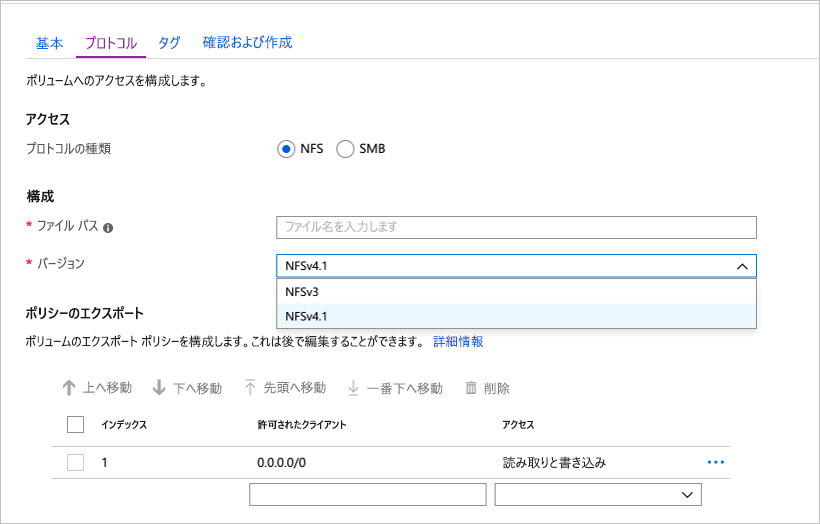 基本 プロトコル タグ 確認および作成
ボリュームへのアクセスを構成します。
アクセス
プロトコルの種類 NFS SMB
構成
* ファイル パス ファイル名を入力します
* バージョン NFSv4.1
NFSv3
NFSv4.1
ポリシーのエクスポート
ボリュームのエクスポート ポリシーを構成します。これは後で編集することができます。 詳細情報
上へ移動 下へ移動 先頭へ移動 一番下へ移動 削除
インデックス 許可されたクライアント アクセス
1 0.0.0.0/0 読み取りと書き込み